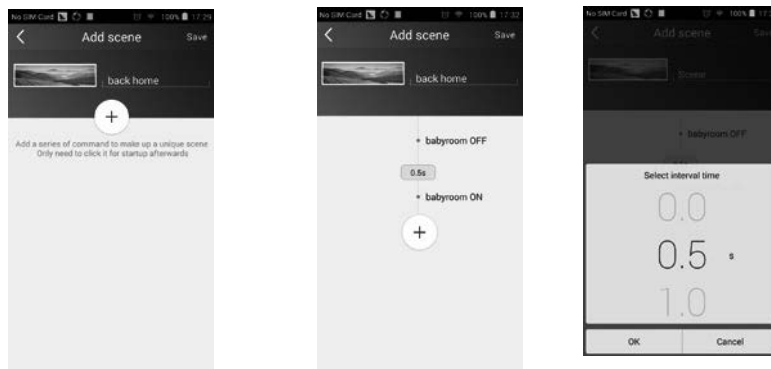 No SIM Card 100% 17:29
Add scene Save
back home
Add a series of command to make up a unique scene
Only need to click it for startup afterwards
No SIM Card 100% 17:32
Add scene Save
back home
babyroom OFF
0.5s
babyroom ON
No SIM Card 100%
Add scene
Scene
babyroom OFF
Select interval time
0.0
0.5 s
1.0
OK Cancel